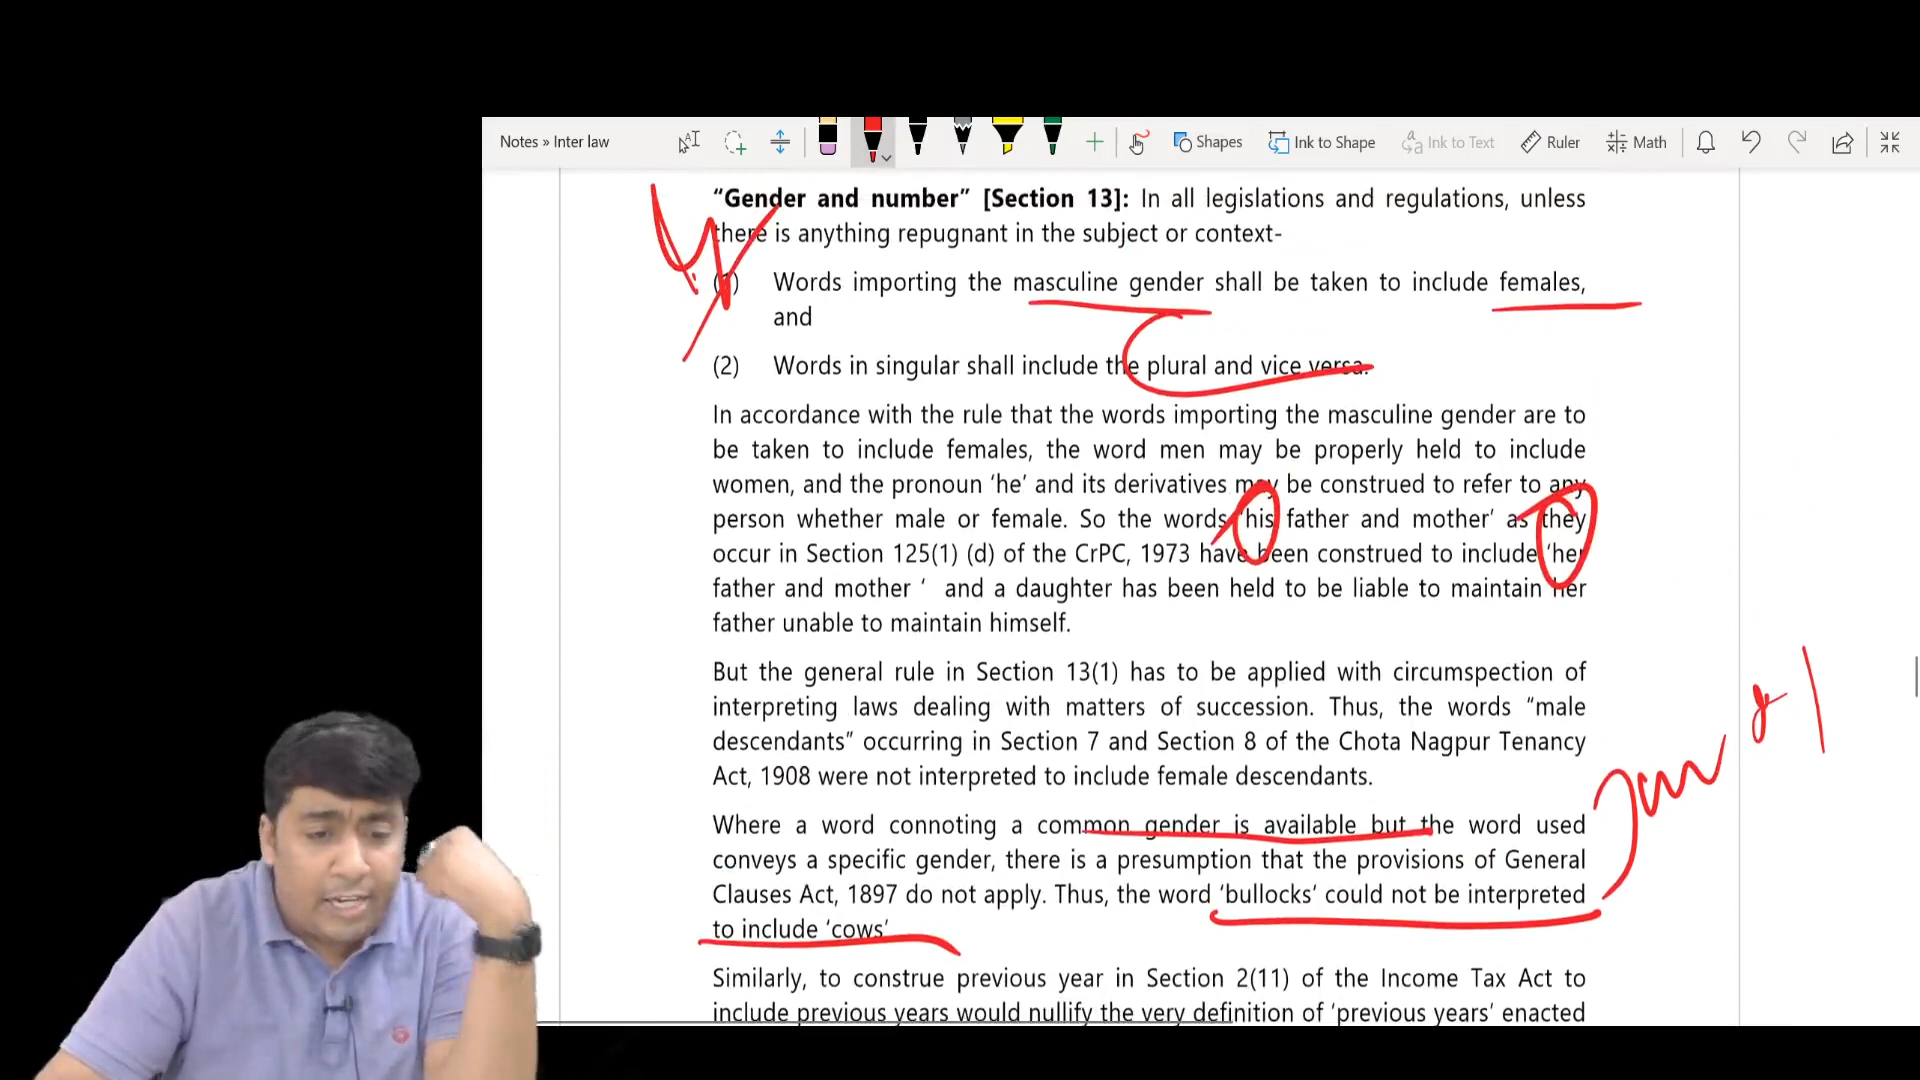 Notes » Inter law
Shapes
Ink to Shape
Ink to Text
Ruler
Math
“Gender and number” [Section 13]: In all legislations and regulations, unless
there is anything repugnant in the subject or context-
(1) Words importing the masculine gender shall be taken to include females,
and
(2) Words in singular shall include the plural and vice versa.
In accordance with the rule that the words importing the masculine gender are to
be taken to include females, the word men may be properly held to include
women, and the pronoun ‘he’ and its derivatives may be construed to refer to any
person whether male or female. So the words ‘his father and mother’ as they
occur in Section 125(1) (d) of the CrPC, 1973 have been construed to include ‘her
father and mother ‘ and a daughter has been held to be liable to maintain her
father unable to maintain himself.
But the general rule in Section 13(1) has to be applied with circumspection of
interpreting laws dealing with matters of succession. Thus, the words “male
descendants” occurring in Section 7 and Section 8 of the Chota Nagpur Tenancy
Act, 1908 were not interpreted to include female descendants.
Where a word connoting a common gender is available but the word used
conveys a specific gender, there is a presumption that the provisions of General
Clauses Act, 1897 do not apply. Thus, the word ‘bullocks’ could not be interpreted
to include ‘cows’
Similarly, to construe previous year in Section 2(11) of the Income Tax Act to
include previous years would nullify the very definition of ‘previous years’ enacted